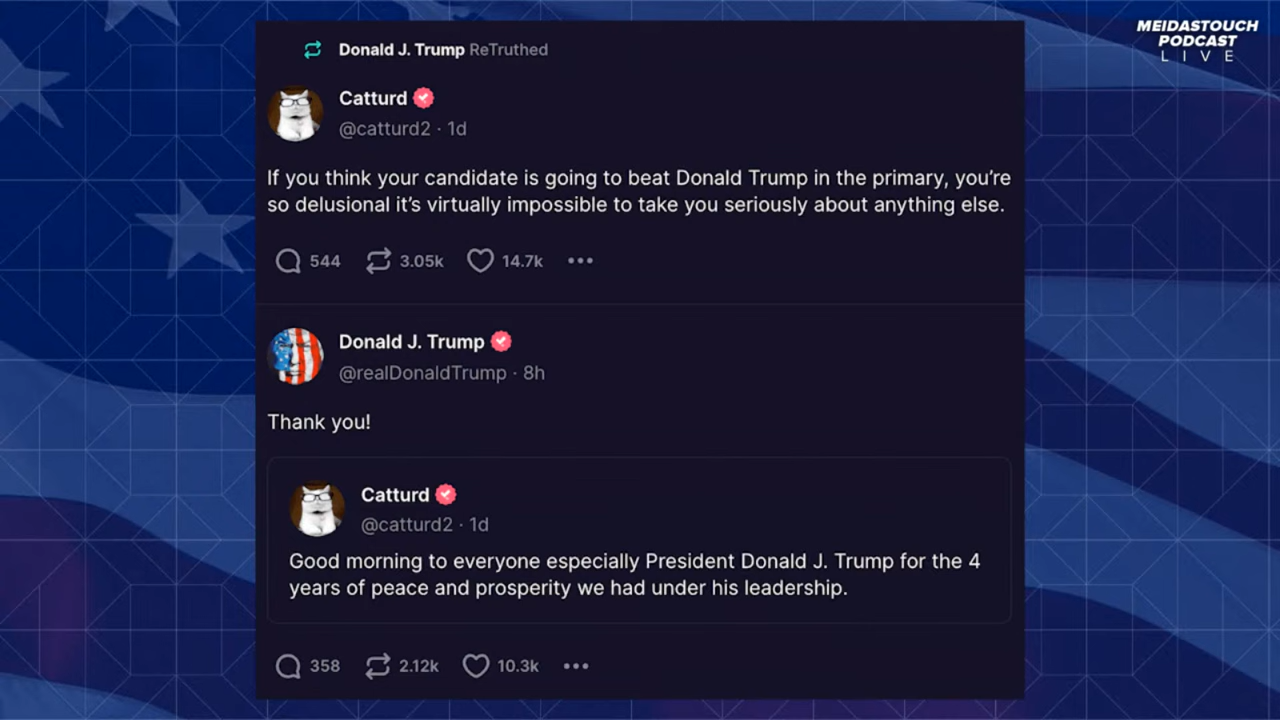 MEIDASTOUCH
PODCAST
LIVE
Donald J. Trump ReTruthed
Catturd
@catturd2 · 1d
If you think your candidate is going to beat Donald Trump in the primary, you're
so delusional it's virtually impossible to take you seriously about anything else.
544 3.05k 14.7k
Donald J. Trump
@realDonaldTrump · 8h
Thank you!
Catturd
@catturd2 · 1d
Good morning to everyone especially President Donald J. Trump for the 4
years of peace and prosperity we had under his leadership.
358 2.12k 10.3k